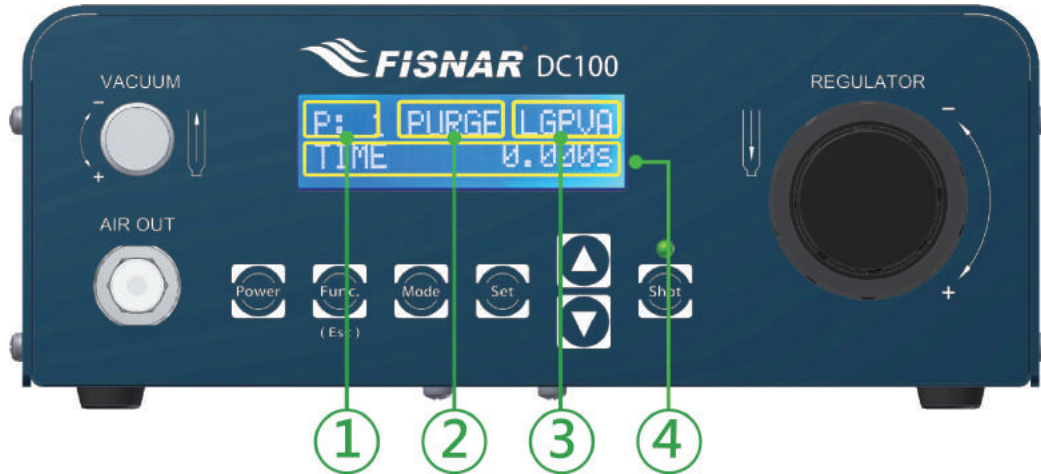 FISNAR DC100
VACUUM
REGULATOR
P: 1 PURGE LGPVA
TIME 0.000s
AIR OUT
Power Func. Mode Set Shot
(Esc)
1 2 3 4